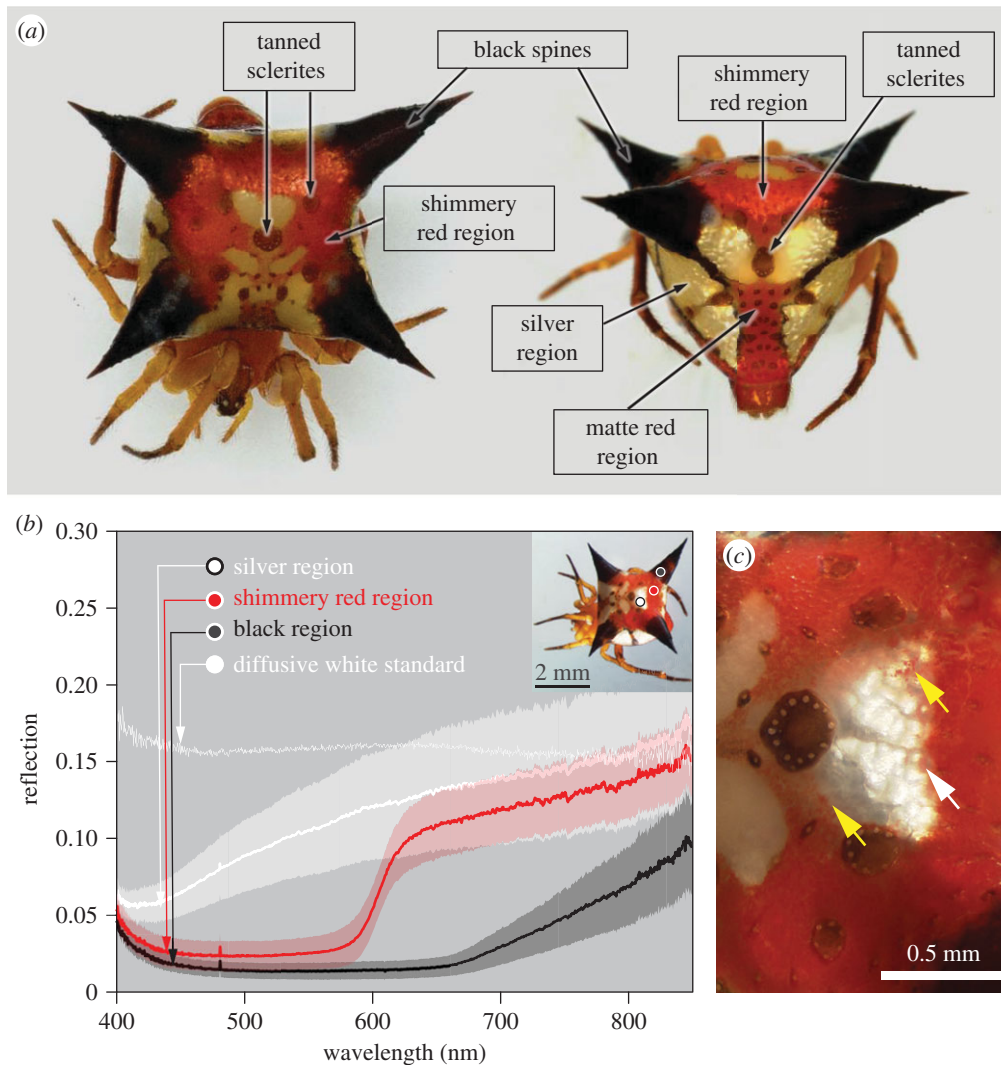 (a)
tanned
sclerites
black spines
shimmery
red region
tanned
sclerites
shimmery
red region
silver
region
matte red
region
(b)
0.30
0.25
0.20
0.15
0.10
0.05
0
reflection
silver region
shimmery red region
black region
diffusive white standard
2 mm
400
500
600
700
800
wavelength (nm)
(c)
0.5 mm